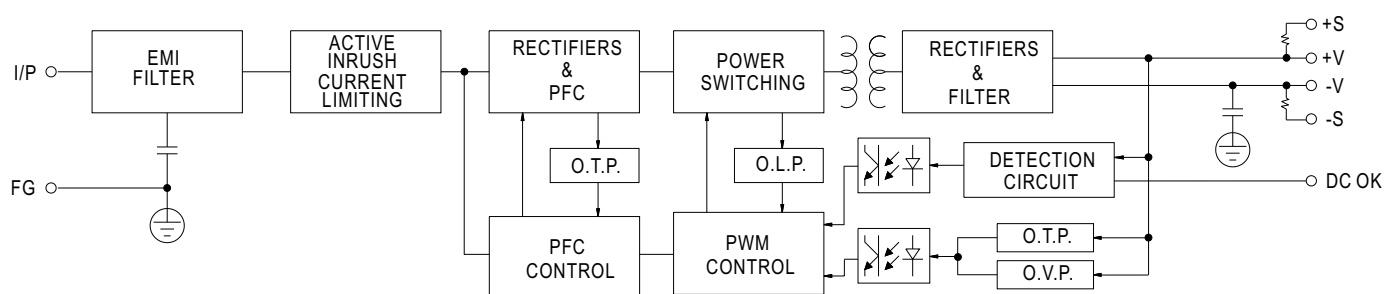 I/P
EMI
FILTER
ACTIVE
INRUSH
CURRENT
LIMITING
RECTIFIERS
&
PFC
POWER
SWITCHING
RECTIFIERS
&
FILTER
+S
+V
-V
-S
FG
O.T.P.
O.L.P.
DETECTION
CIRCUIT
DC OK
PFC
CONTROL
PWM
CONTROL
O.T.P.
O.V.P.